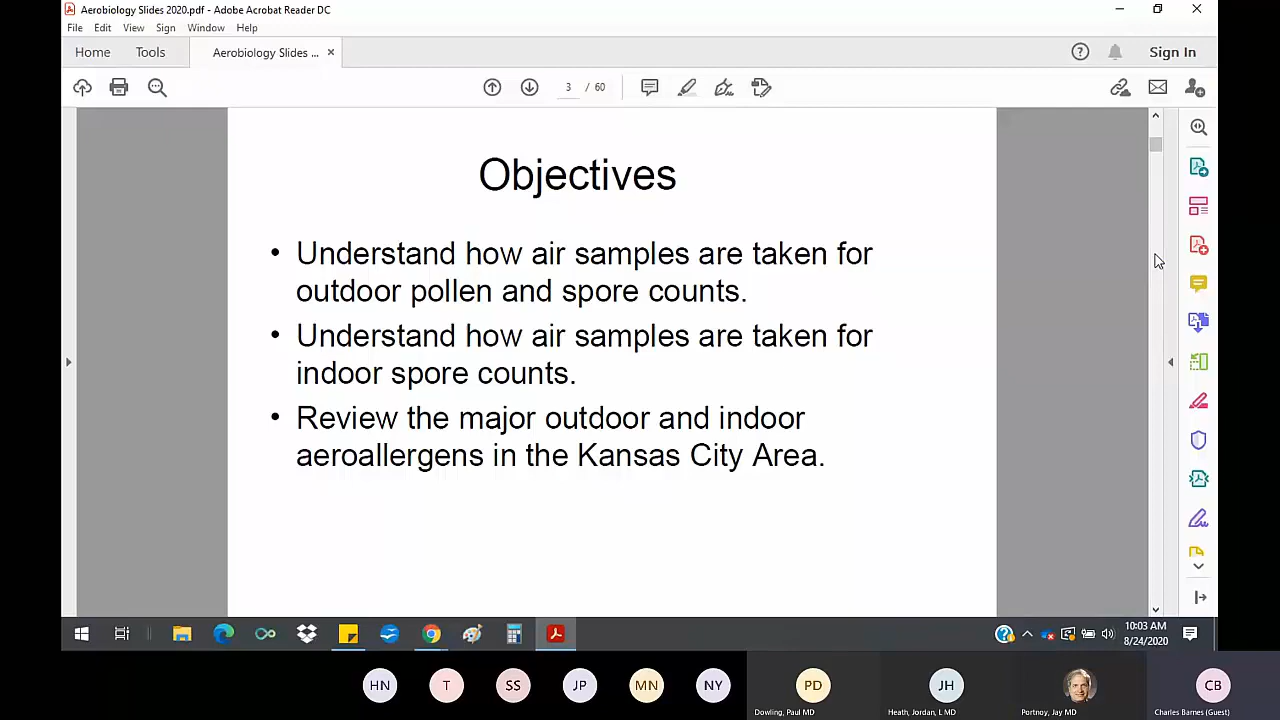 Aerobiology Slides 2020.pdf - Adobe Acrobat Reader DC
File Edit View Sign Window Help
Home Tools Aerobiology Slides ... × Sign In
3 / 60
Objectives
• Understand how air samples are taken for
outdoor pollen and spore counts.
• Understand how air samples are taken for
indoor spore counts.
• Review the major outdoor and indoor
aeroallergens in the Kansas City Area.
10:03 AM
8/24/2020
HN T SS JP MN NY PD JH CB
Dowling, Paul MD Heath, Jordan, L MD Portnoy, Jay MD Charles Barnes (Guest)